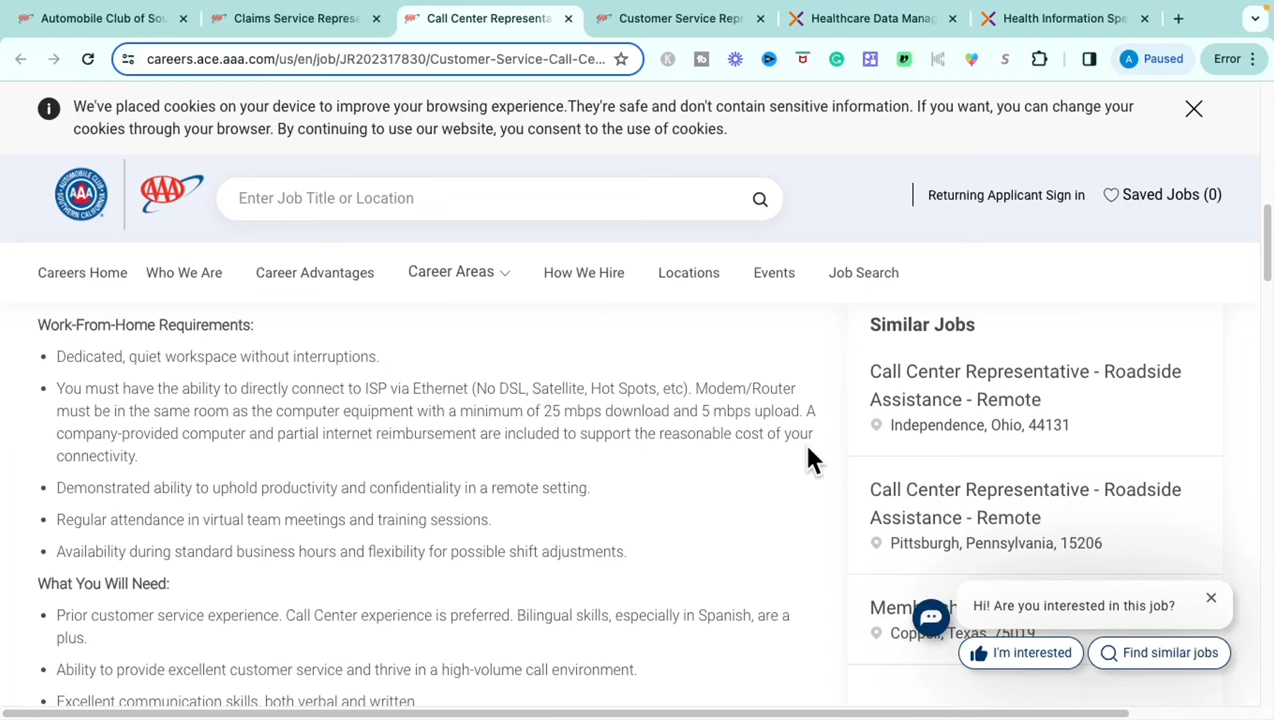 Automobile Club of Sou
Claims Service Represe
Call Center Representa
Customer Service Repr
Healthcare Data Manag
Health Information Spe
careers.ace.aaa.com/us/en/job/JR202317830/Customer-Service-Call-Ce...
A Paused
Error
We've placed cookies on your device to improve your browsing experience.They're safe and don't contain sensitive information. If you want, you can change your
cookies through your browser. By continuing to use our website, you consent to the use of cookies.
AAA
AAA
Enter Job Title or Location
Returning Applicant Sign in
Saved Jobs (0)
Careers Home
Who We Are
Career Advantages
Career Areas
How We Hire
Locations
Events
Job Search
Work-From-Home Requirements:
• Dedicated, quiet workspace without interruptions.
• You must have the ability to directly connect to ISP via Ethernet (No DSL, Satellite, Hot Spots, etc). Modem/Router
must be in the same room as the computer equipment with a minimum of 25 mbps download and 5 mbps upload. A
company-provided computer and partial internet reimbursement are included to support the reasonable cost of your
connectivity.
• Demonstrated ability to uphold productivity and confidentiality in a remote setting.
• Regular attendance in virtual team meetings and training sessions.
• Availability during standard business hours and flexibility for possible shift adjustments.
What You Will Need:
• Prior customer service experience. Call Center experience is preferred. Bilingual skills, especially in Spanish, are a
plus.
• Ability to provide excellent customer service and thrive in a high-volume call environment.
• Excellent communication skills, both verbal and written
Similar Jobs
Call Center Representative - Roadside
Assistance - Remote
Independence, Ohio, 44131
Call Center Representative - Roadside
Assistance - Remote
Pittsburgh, Pennsylvania, 15206
Texas, 75019
Hi! Are you interested in this job?
I'm interested
Find similar jobs